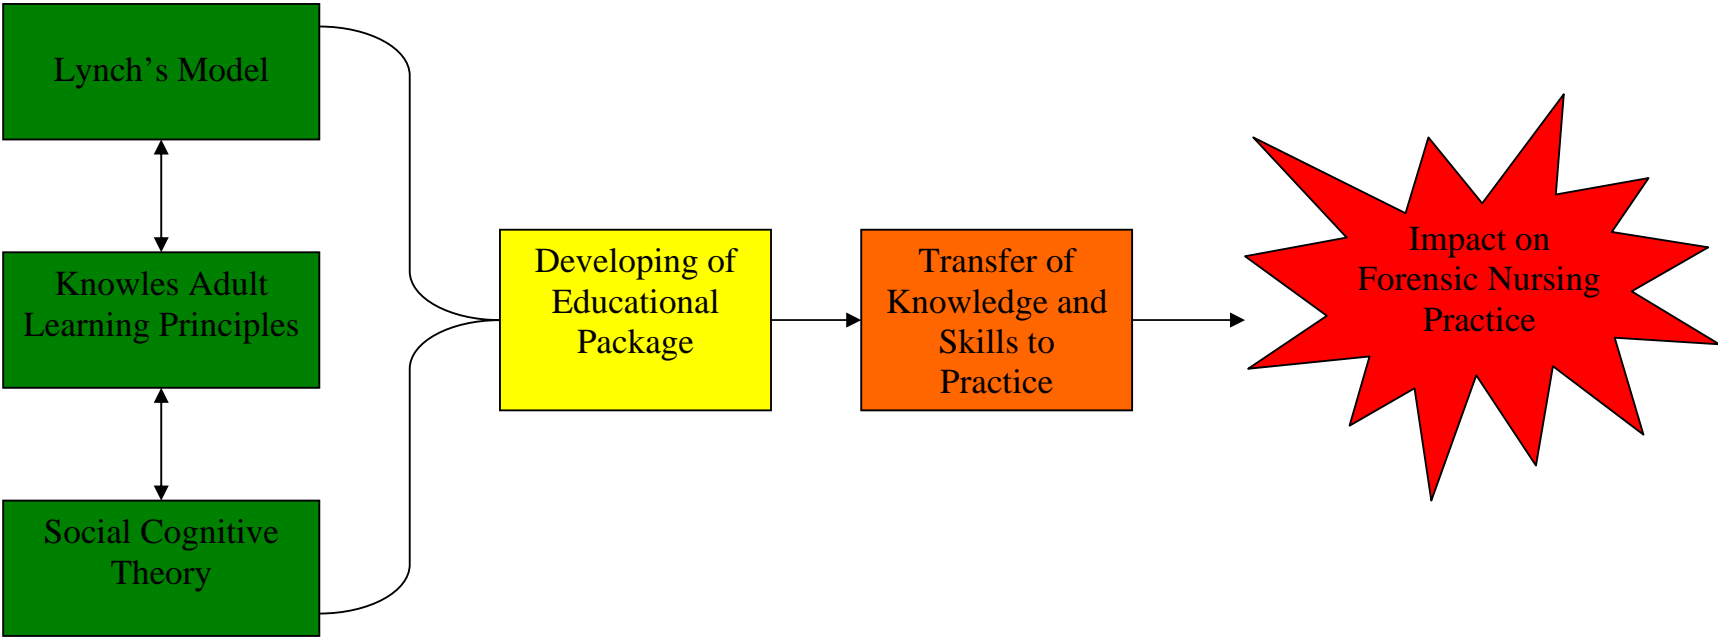 Lynch’s Model
Knowles Adult
Learning Principles
Social Cognitive
Theory
Developing of
Educational
Package
Transfer of
Knowledge and
Skills to
Practice
Impact on
Forensic Nursing
Practice